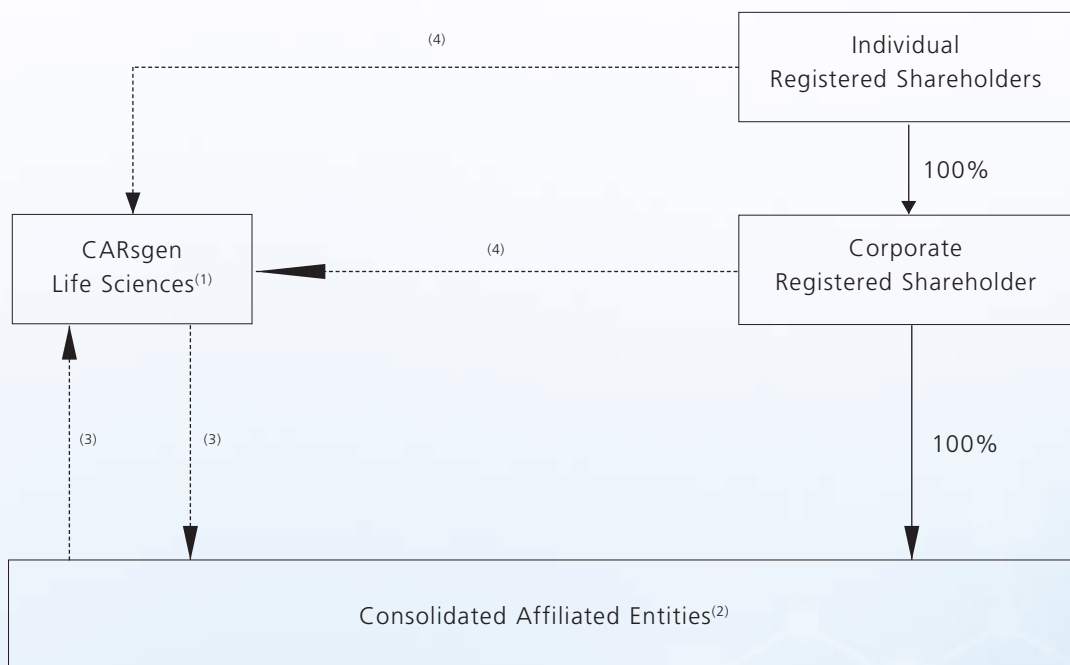 (4)
Individual
Registered Shareholders
100%
CARsgen
Life Sciences(1)
(4)
Corporate
Registered Shareholder
(3)
(3)
100%
Consolidated Affiliated Entities(2)